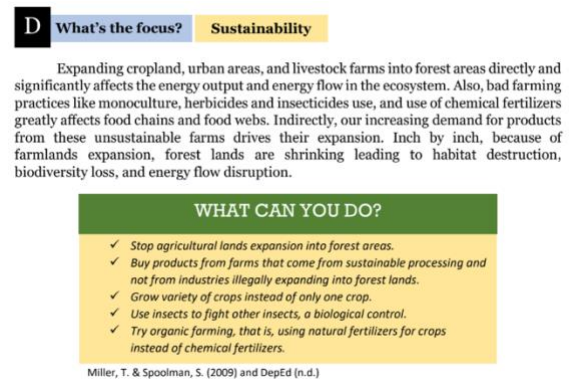 D What's the focus? Sustainability
Expanding cropland, urban areas, and livestock farms into forest areas directly and
significantly affects the energy output and energy flow in the ecosystem. Also, bad farming
practices like monoculture, herbicides and insecticides use, and use of chemical fertilizers
greatly affects food chains and food webs. Indirectly, our increasing demand for products
from these unsustainable farms drives their expansion. Inch by inch, because of
farmlands expansion, forest lands are shrinking leading to habitat destruction,
biodiversity loss, and energy flow disruption.
WHAT CAN YOU DO?
✓ Stop agricultural lands expansion into forest areas.
✓ Buy products from farms that come from sustainable processing and
not from industries illegally expanding into forest lands.
✓ Grow variety of crops instead of only one crop.
✓ Use insects to fight other insects, a biological control.
✓ Try organic farming, that is, using natural fertilizers for crops
instead of chemical fertilizers.
Miller, T. & Spoolman, S. (2009) and DepEd (n.d.)